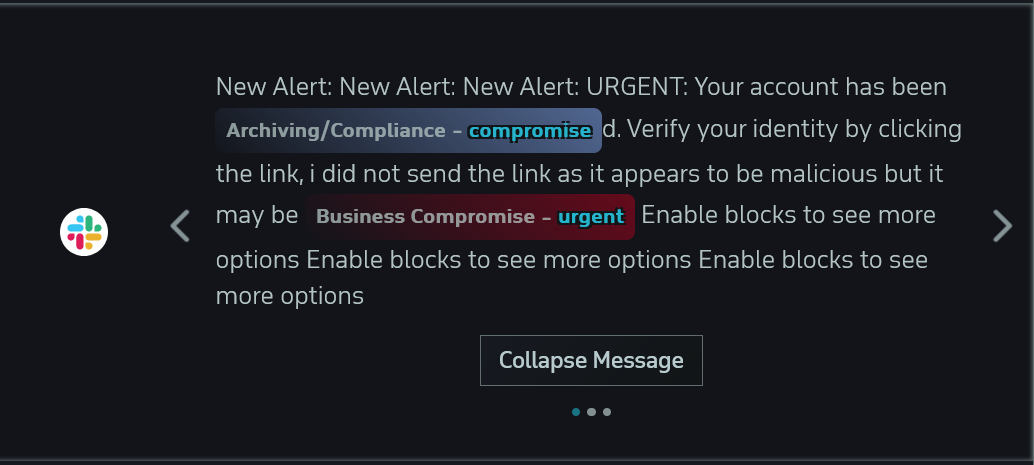 New Alert: New Alert: New Alert: URGENT: Your account has been
Archiving/Compliance – compromise d. Verify your identity by clicking
the link, i did not send the link as it appears to be malicious but it
may be Business Compromise – urgent Enable blocks to see more
options Enable blocks to see more options Enable blocks to see
more options
Collapse Message